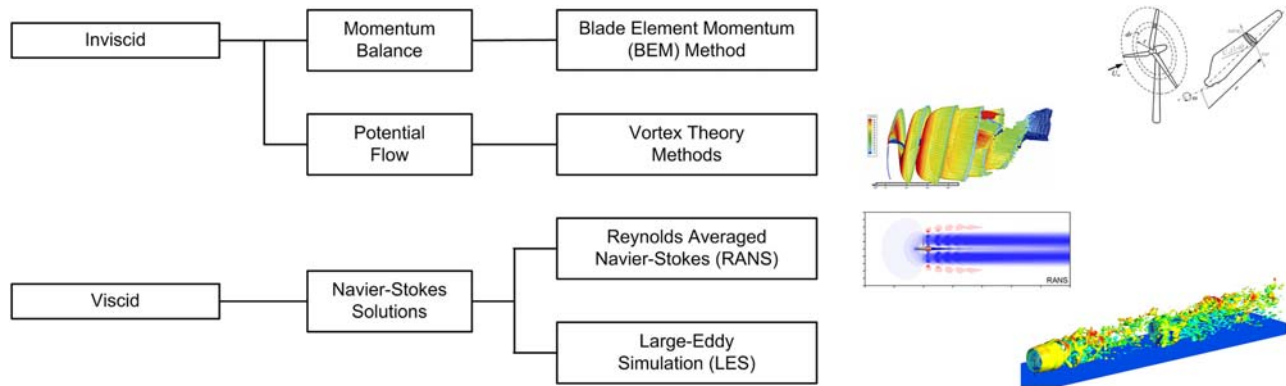 Inviscid
Momentum
Balance
Blade Element Momentum
(BEM) Method
Potential
Flow
Vortex Theory
Methods
Viscid
Navier-Stokes
Solutions
Reynolds Averaged
Navier-Stokes (RANS)
Large-Eddy
Simulation (LES)
RANS